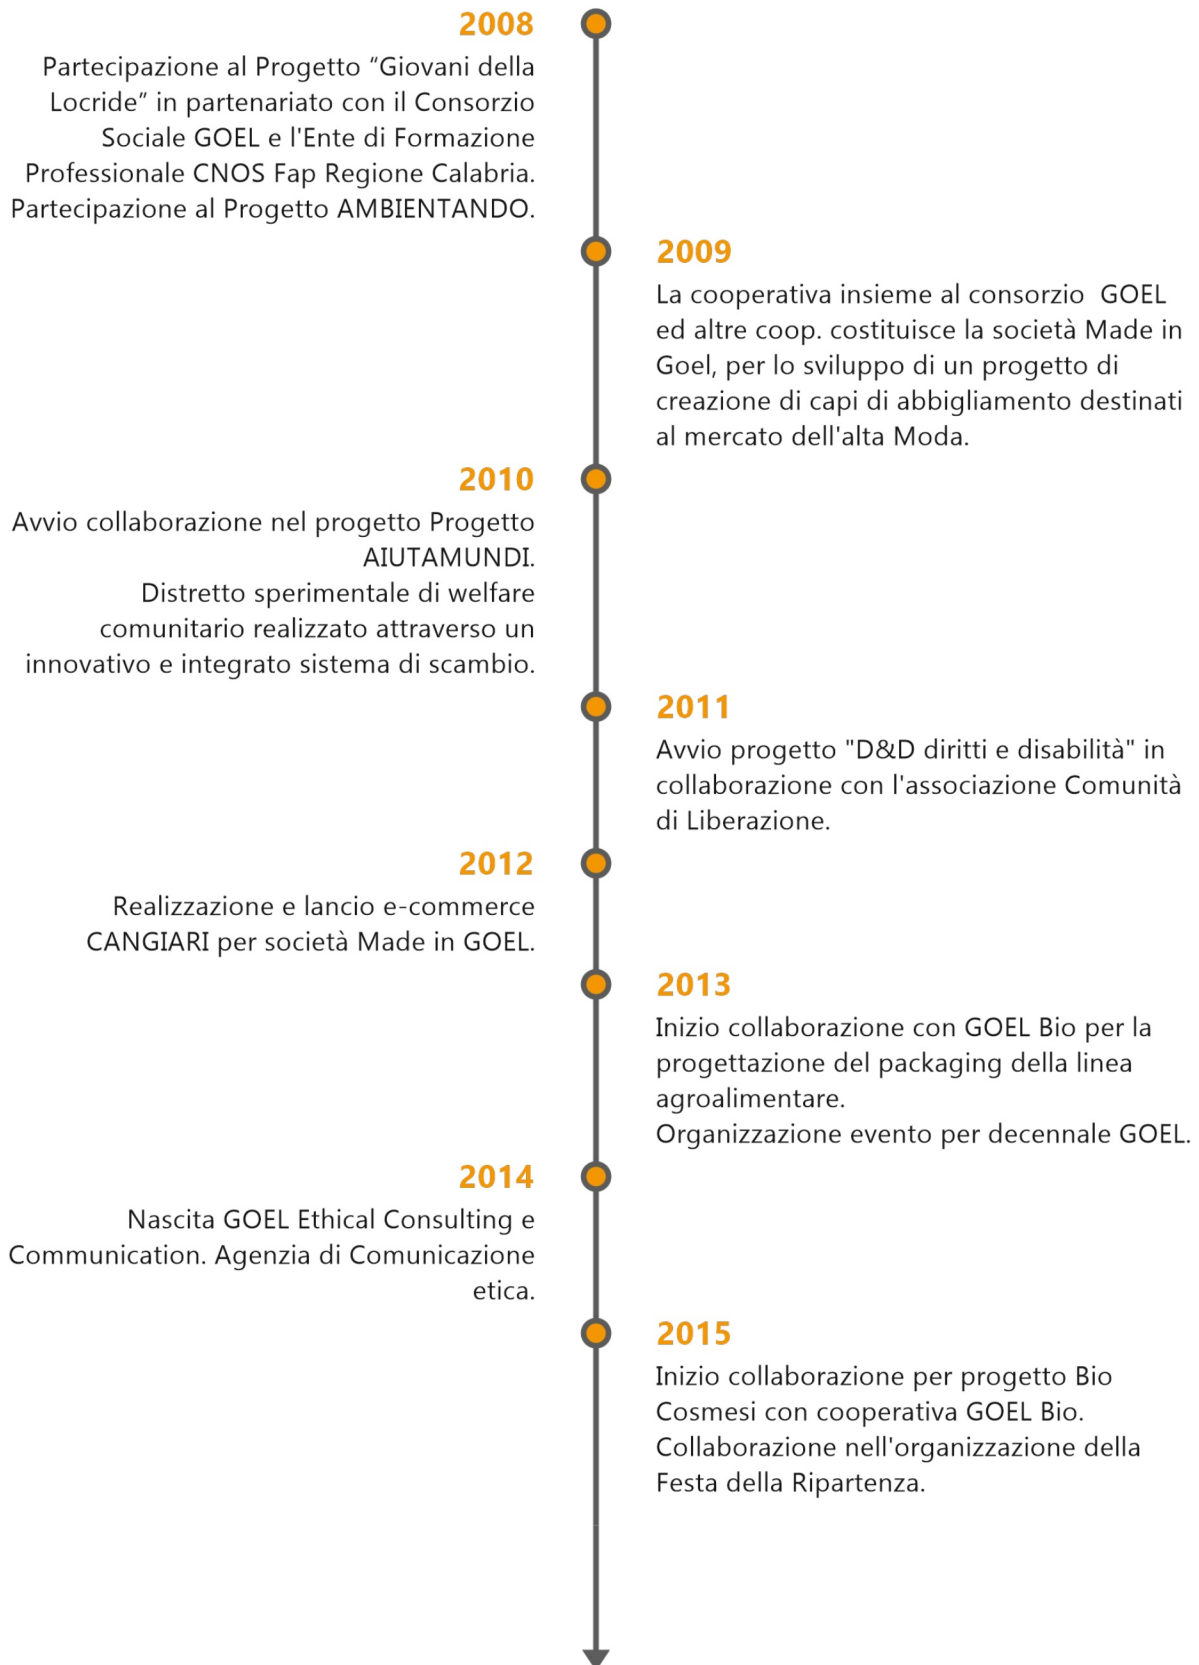 2008
Partecipazione al Progetto “Giovani della
Locride” in partenariato con il Consorzio
Sociale GOEL e l'Ente di Formazione
Professionale CNOS Fap Regione Calabria.
Partecipazione al Progetto AMBIENTANDO.
2009
La cooperativa insieme al consorzio  GOEL
ed altre coop. costituisce la società Made in
Goel, per lo sviluppo di un progetto di
creazione di capi di abbigliamento destinati
al mercato dell'alta Moda.
2010
Avvio collaborazione nel progetto Progetto
AIUTAMUNDI.
Distretto sperimentale di welfare
comunitario realizzato attraverso un
innovativo e integrato sistema di scambio.
2011
Avvio progetto "D&D diritti e disabilità" in
collaborazione con l'associazione Comunità
di Liberazione.
2012
Realizzazione e lancio e-commerce
CANGIARI per società Made in GOEL.
2013
Inizio collaborazione con GOEL Bio per la
progettazione del packaging della linea
agroalimentare.
Organizzazione evento per decennale GOEL.
2014
Nascita GOEL Ethical Consulting e
Communication. Agenzia di Comunicazione
etica.
2015
Inizio collaborazione per progetto Bio
Cosmesi con cooperativa GOEL Bio.
Collaborazione nell'organizzazione della
Festa della Ripartenza.